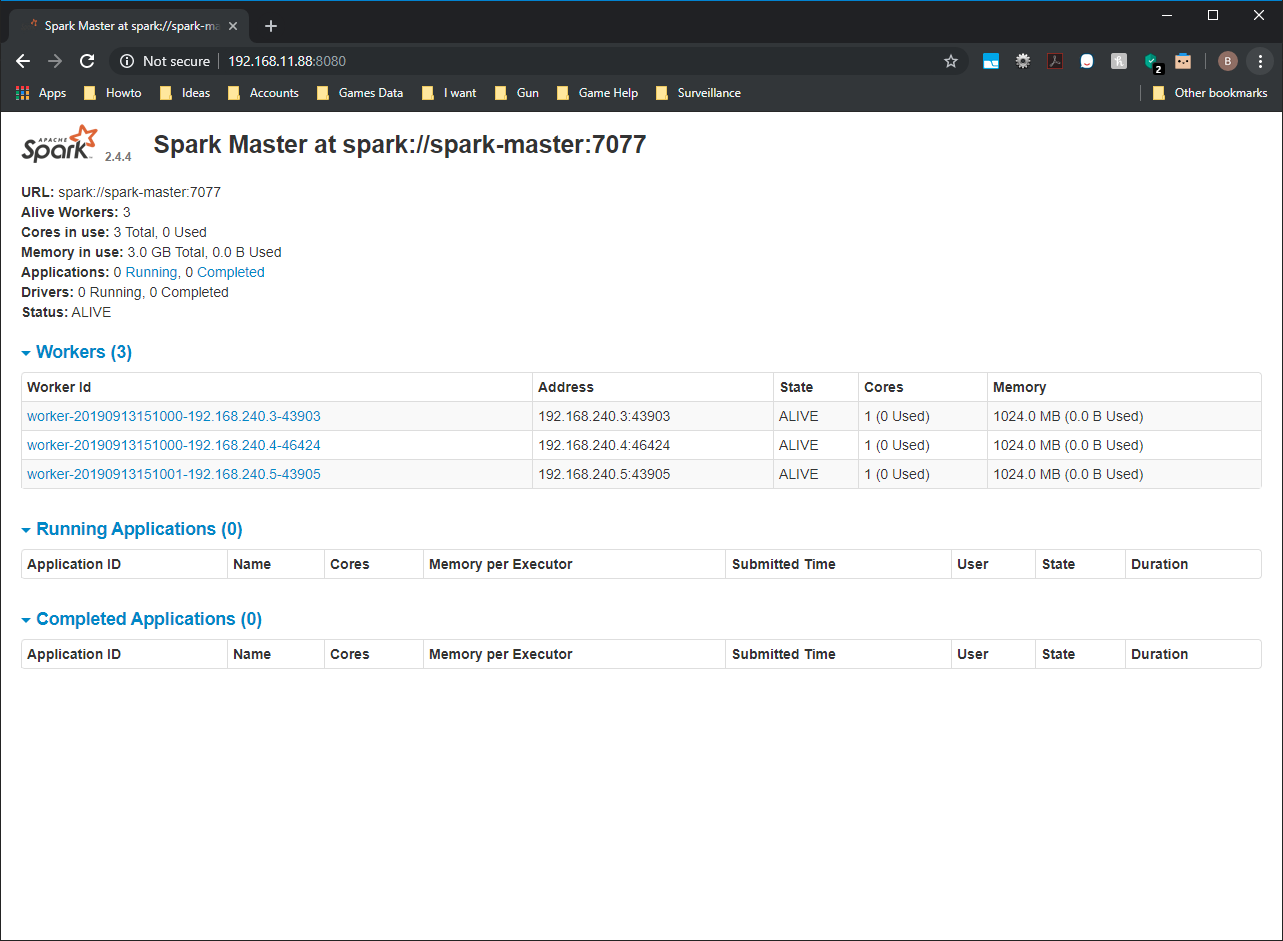 Spark Master at spark://spark-ma
Not secure 192.168.11.88:8080
2
B
Apps Howto Ideas Accounts Games Data I want Gun Game Help Surveillance Other bookmarks
APACHE Spark 2.4.4 Spark Master at spark://spark-master:7077
URL: spark://spark-master:7077
Alive Workers: 3
Cores in use: 3 Total, 0 Used
Memory in use: 3.0 GB Total, 0.0 B Used
Applications: 0 Running, 0 Completed
Drivers: 0 Running, 0 Completed
Status: ALIVE
Workers (3)
Worker Id Address State Cores Memory
worker-20190913151000-192.168.240.3-43903 192.168.240.3:43903 ALIVE 1 (0 Used) 1024.0 MB (0.0 B Used)
worker-20190913151000-192.168.240.4-46424 192.168.240.4:46424 ALIVE 1 (0 Used) 1024.0 MB (0.0 B Used)
worker-20190913151001-192.168.240.5-43905 192.168.240.5:43905 ALIVE 1 (0 Used) 1024.0 MB (0.0 B Used)
Running Applications (0)
Application ID Name Cores Memory per Executor Submitted Time User State Duration
Completed Applications (0)
Application ID Name Cores Memory per Executor Submitted Time User State Duration